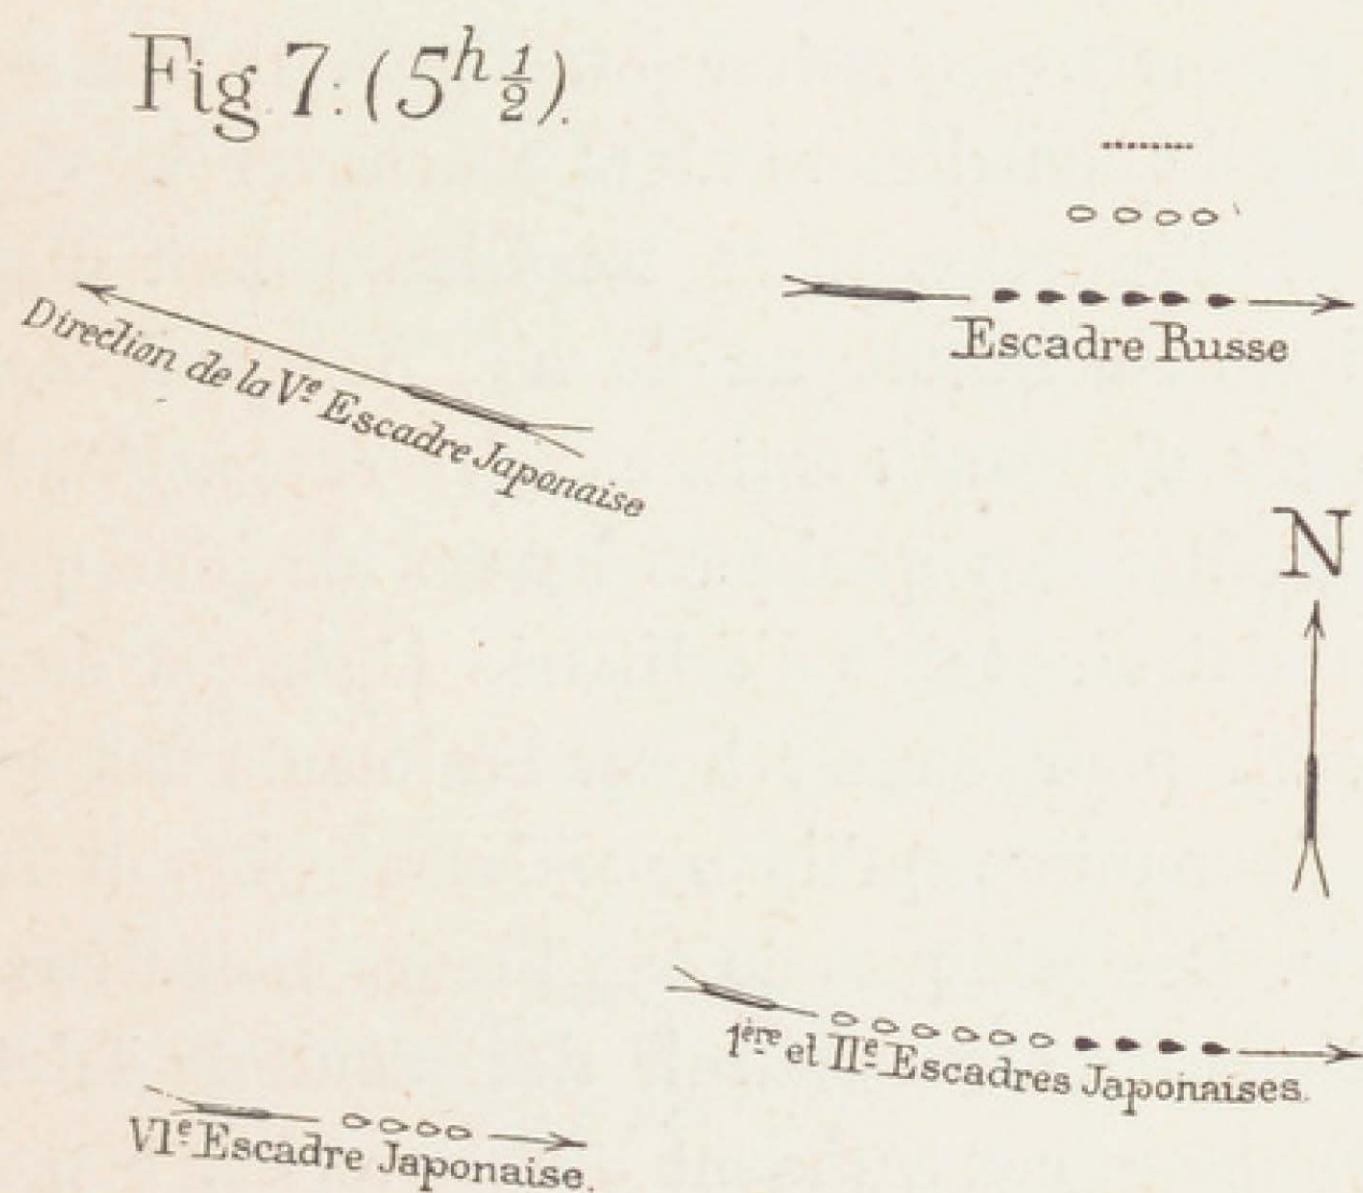 Fig. 7: (5ʰ ½).
Escadre Russe
Direction de la Vᵉ Escadre Japonaise
N
1ᵉ̀ʳᵉ et IIᵉ Escadres Japonaises.
VIᵉ Escadre Japonaise.